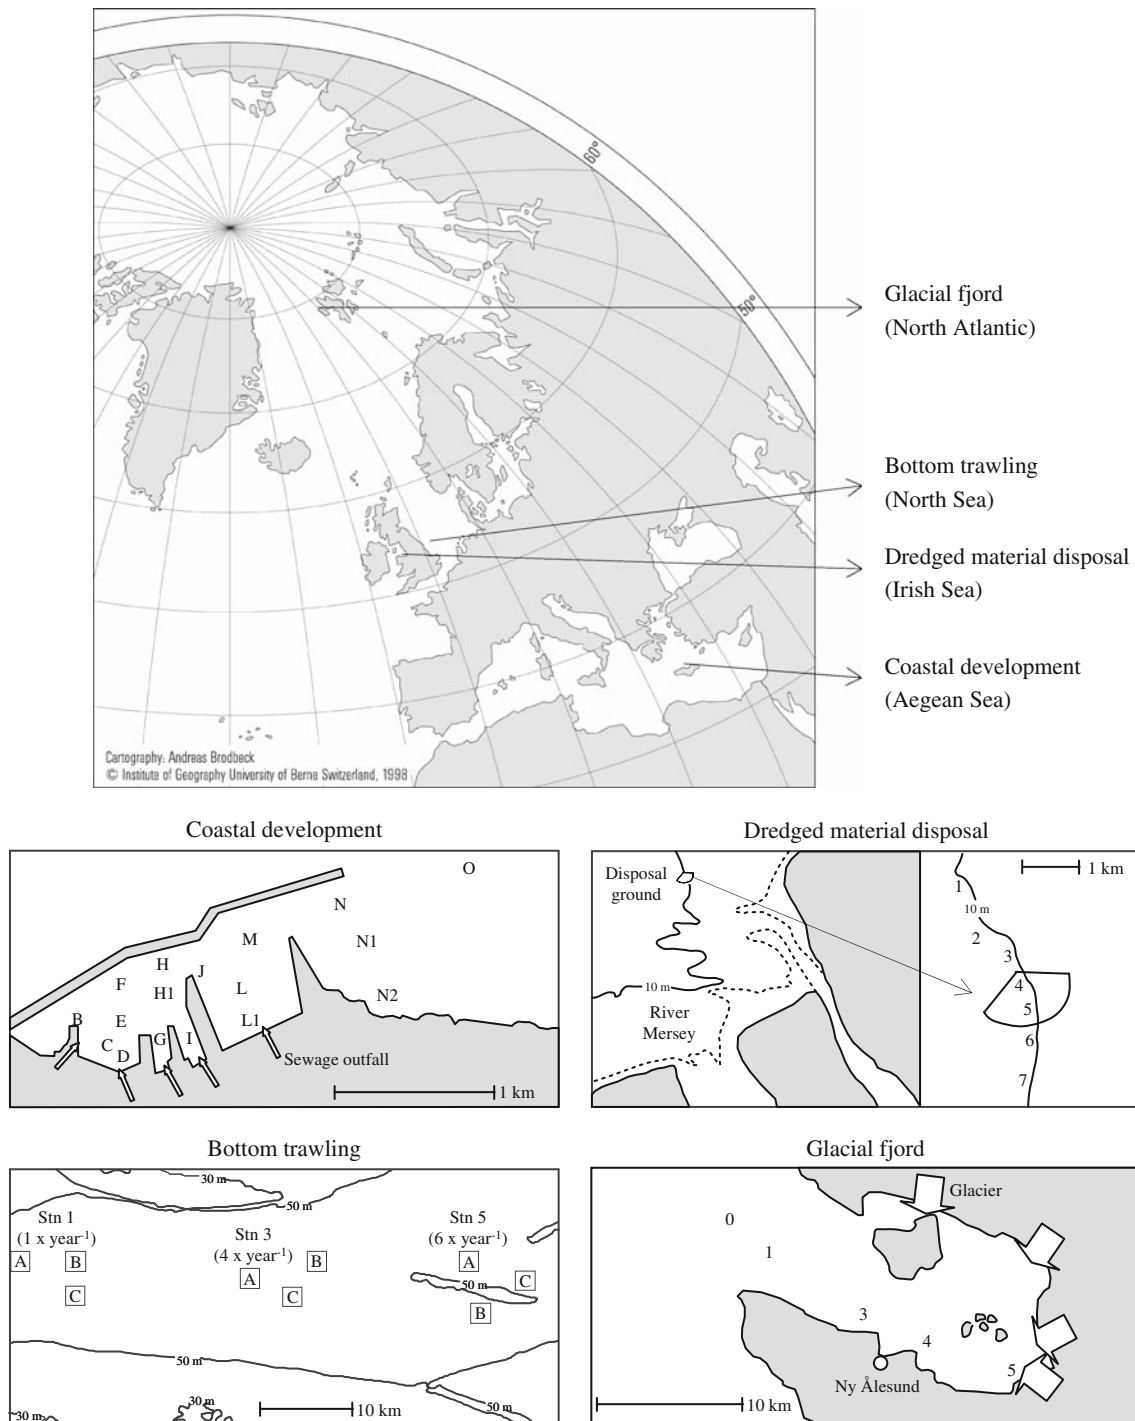 60°
50°
Glacial fjord
(North Atlantic)
Bottom trawling
(North Sea)
Dredged material disposal
(Irish Sea)
Coastal development
(Aegean Sea)
Cartography: Andreas Brodbeck
© Institute of Geography University of Berne Switzerland, 1998
Coastal development
O
N
M
N1
H
J
F
H1
L
N2
B
E
L1
C
D
G
I
Sewage outfall
1 km
Dredged material disposal
Disposal
ground
10 m
River
Mersey
1 km
1
10 m
2
3
4
5
6
7
Bottom trawling
30 m
50 m
Stn 1
(1 x year-1)
A
B
C
Stn 3
(4 x year-1)
A
B
C
Stn 5
(6 x year-1)
A
C
50 m
B
50 m
30 m
30 m
50 m
10 km
Glacial fjord
Glacier
0
1
3
4
5
Ny Ålesund
10 km